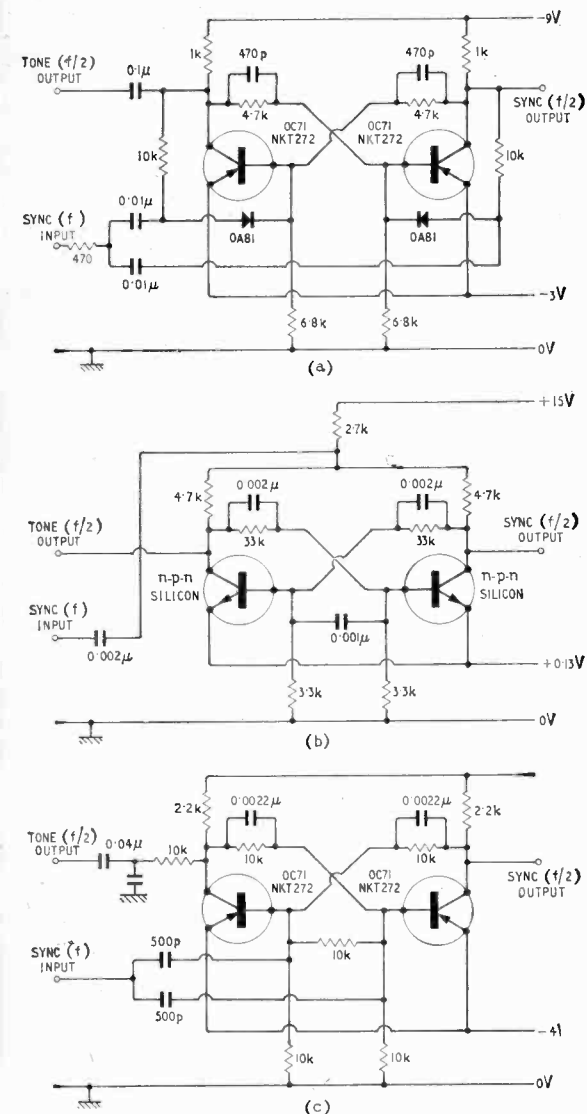 -9V
1k
1k
TONE (f/2)
OUTPUT
0.1μ
470p
470p
4.7k
4.7k
SYNC (f/2)
OUTPUT
OC71
NKT272
OC71
NKT272
10k
10k
0.01μ
SYNC (f)
INPUT
470
OA81
OA81
0.01μ
-3V
6.8k
6.8k
0V
(a)
+15V
2.7k
4.7k
0.002μ
0.002μ
4.7k
TONE (f/2)
OUTPUT
33k
33k
SYNC (f/2)
OUTPUT
n-p-n
SILICON
n-p-n
SILICON
SYNC (f)
INPUT
0.002μ
0.001μ
+0.13V
3.3k
3.3k
0V
(b)
2.2k
0.0022μ
0.0022μ
2.2k
TONE (f/2)
OUTPUT
0.04μ
10k
10k
10k
OC71
NKT272
OC71
NKT272
SYNC (f/2)
OUTPUT
SYNC (f)
INPUT
500p
10k
500p
10k
10k
0V
(c)